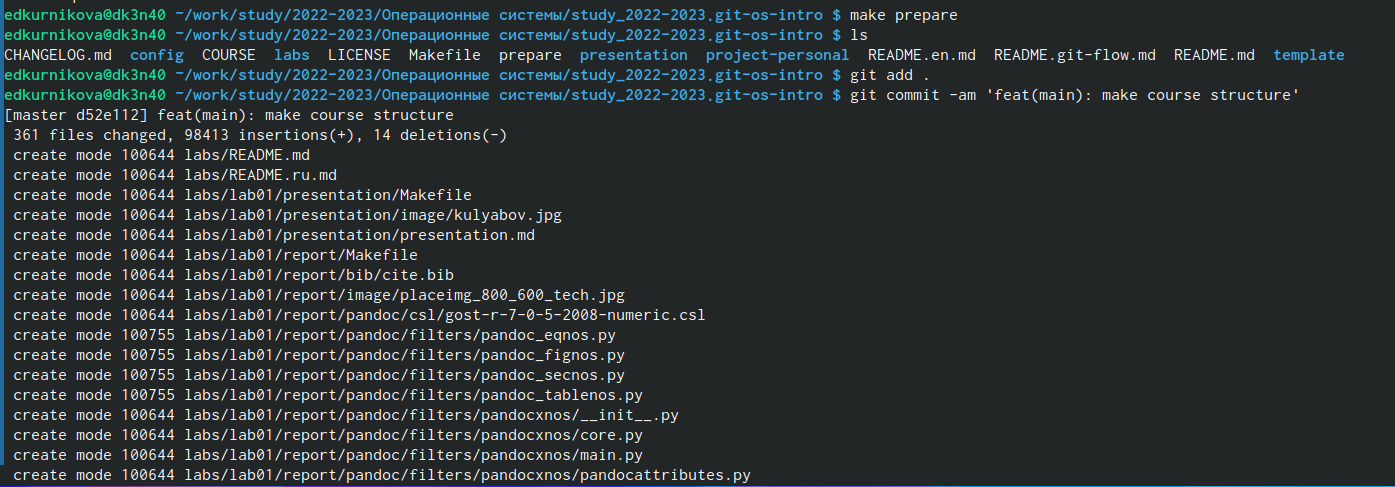 edkurnikova@dk3n40 ~/work/study/2022-2023/Операционные системы/study_2022-2023.git-os-intro $ make prepare
edkurnikova@dk3n40 ~/work/study/2022-2023/Операционные системы/study_2022-2023.git-os-intro $ ls
CHANGELOG.md  config  COURSE  labs  LICENSE  Makefile  prepare  presentation  project-personal  README.en.md  README.git-flow.md  README.md  template
edkurnikova@dk3n40 ~/work/study/2022-2023/Операционные системы/study_2022-2023.git-os-intro $ git add .
edkurnikova@dk3n40 ~/work/study/2022-2023/Операционные системы/study_2022-2023.git-os-intro $ git commit -am 'feat(main): make course structure'
[master d52e112] feat(main): make course structure
 361 files changed, 98413 insertions(+), 14 deletions(-)
 create mode 100644 labs/README.md
 create mode 100644 labs/README.ru.md
 create mode 100644 labs/lab01/presentation/Makefile
 create mode 100644 labs/lab01/presentation/image/kulyabov.jpg
 create mode 100644 labs/lab01/presentation/presentation.md
 create mode 100644 labs/lab01/report/Makefile
 create mode 100644 labs/lab01/report/bib/cite.bib
 create mode 100644 labs/lab01/report/image/placeimg_800_600_tech.jpg
 create mode 100644 labs/lab01/report/pandoc/csl/gost-r-7-0-5-2008-numeric.csl
 create mode 100755 labs/lab01/report/pandoc/filters/pandoc_eqnos.py
 create mode 100755 labs/lab01/report/pandoc/filters/pandoc_fignos.py
 create mode 100755 labs/lab01/report/pandoc/filters/pandoc_secnos.py
 create mode 100755 labs/lab01/report/pandoc/filters/pandoc_tablenos.py
 create mode 100644 labs/lab01/report/pandoc/filters/pandocxnos/__init__.py
 create mode 100644 labs/lab01/report/pandoc/filters/pandocxnos/core.py
 create mode 100644 labs/lab01/report/pandoc/filters/pandocxnos/main.py
 create mode 100644 labs/lab01/report/pandoc/filters/pandocxnos/pandocattributes.py